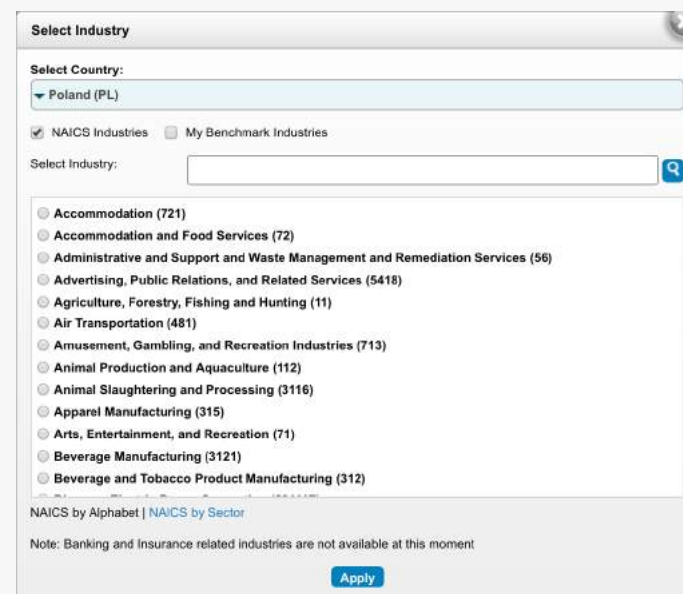 Select Industry
Select Country:
Poland (PL)
NAICS Industries My Benchmark Industries
Select Industry:
Accommodation (721)
Accommodation and Food Services (72)
Administrative and Support and Waste Management and Remediation Services (56)
Advertising, Public Relations, and Related Services (5418)
Agriculture, Forestry, Fishing and Hunting (11)
Air Transportation (481)
Amusement, Gambling, and Recreation Industries (713)
Animal Production and Aquaculture (112)
Animal Slaughtering and Processing (3116)
Apparel Manufacturing (315)
Arts, Entertainment, and Recreation (71)
Beverage Manufacturing (3121)
Beverage and Tobacco Product Manufacturing (312)
NAICS by Alphabet | NAICS by Sector
Note: Banking and Insurance related industries are not available at this moment
Apply